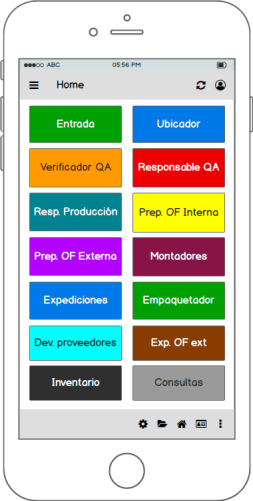 ABC 05:56 PM
Home
Entrada Ubicador
Verificador QA Responsable QA
Resp. Producción Prep. OF Interna
Prep. OF Externa Montadores
Expediciones Empaquetador
Dev. proveedores Exp. OF ext
Inventario Consultas